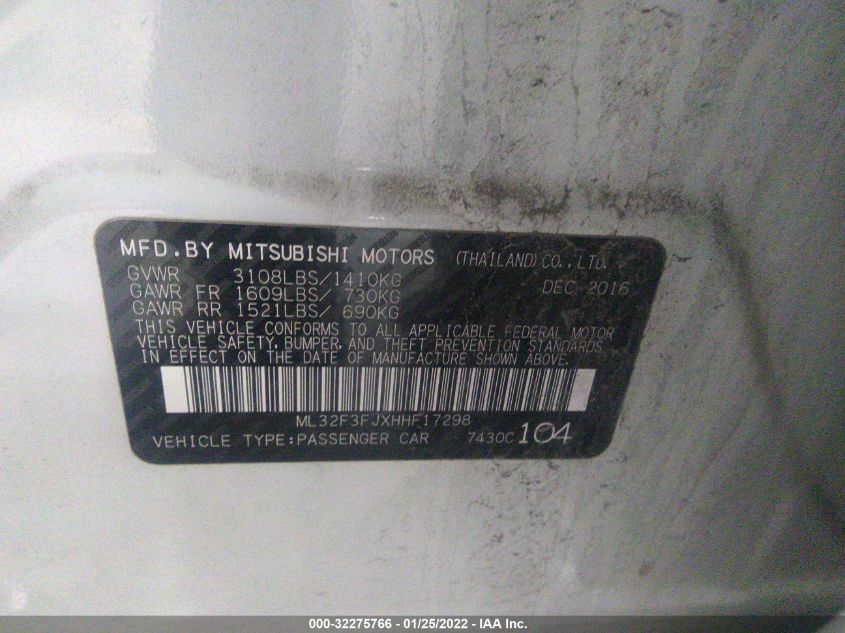 MFD.BY MITSUBISHI MOTORS (THAILAND) CO.,LTD.
GVWR 3108LBS/1410KG DEC 2016
GAWR FR 1609LBS/ 730KG
GAWR RR 1521LBS/ 690KG
THIS VEHICLE CONFORMS TO ALL APPLICABLE FEDERAL MOTOR
VEHICLE SAFETY, BUMPER, AND THEFT PREVENTION STANDARDS
IN EFFECT ON THE DATE OF MANUFACTURE SHOWN ABOVE.
ML32F3FJXHHF17298
VEHICLE TYPE:PASSENGER CAR 7430C 104
000-32275766 - 01/25/2022 - IAA Inc.